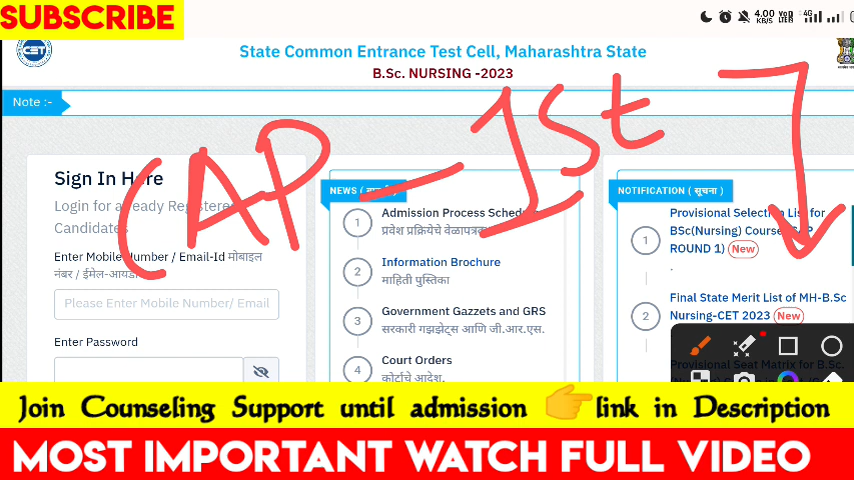 SUBSCRIBE
4.00 KB/S 4G
CET
State Common Entrance Test Cell, Maharashtra State
B.Sc. NURSING -2023
Note :-
CAP - 1st
Sign In Here
Login for already Registered
Candidates
Enter Mobile Number / Email-Id मोबाइल
नंबर / ईमेल-आयडी
Please Enter Mobile Number/ Email
Enter Password
NEWS
1 Admission Process
प्रवेश प्रक्रियेचे वेळापत्रक
2 Information Brochure
माहिती पुस्तिका
3 Government Gazzets and GRS
सरकारी गझझेट्स आणि जी.आर.एस.
4 Court Orders
कोर्टाचे आदेश.
NOTIFICATION ( सूचना )
1 Provisional Selection List for
BSc(Nursing) Course
ROUND 1) New
.
2 Final State Merit List of MH-B.Sc
Nursing-CET 2023 New
Provisional Seat Matrix for B.Sc
Join Counseling Support until admission 👉link in Description
MOST IMPORTANT WATCH FULL VIDEO